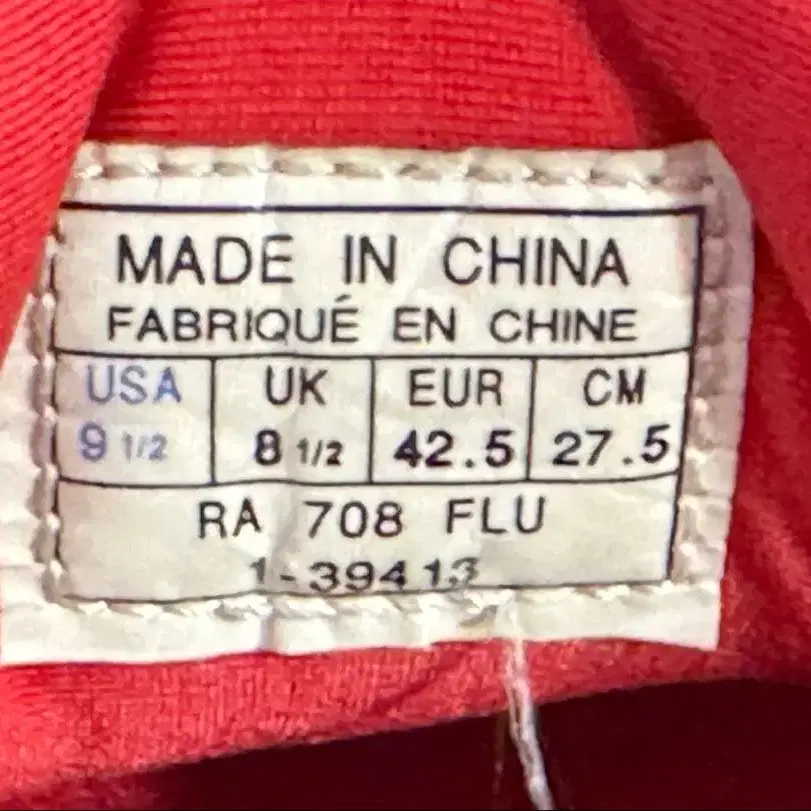 MADE IN CHINA
FABRIQUÉ EN CHINE
USA UK EUR CM
9 1/2 8 1/2 42.5 27.5
RA 708 FLU
1-39413